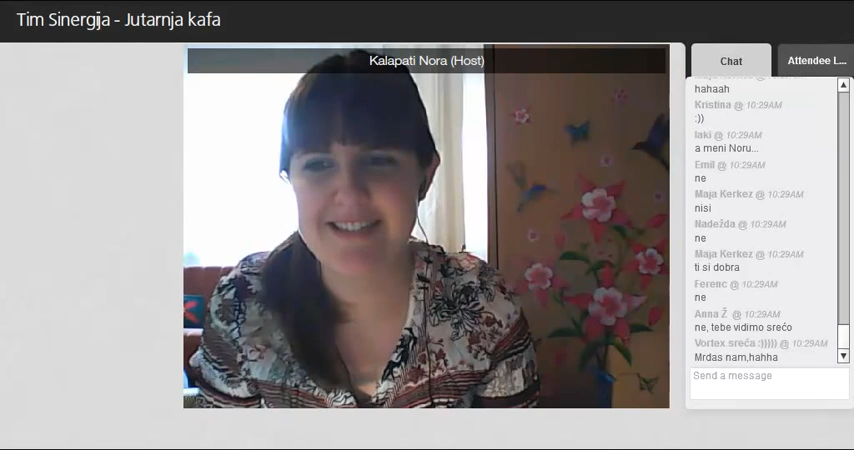 Tim Sinergija - Jutarnja kafa
Kalapati Nora (Host)
Chat
Attendee L...
hahaah
Kristina @ 10:29AM
:))
laki @ 10:29AM
a meni Noru...
Emil @ 10:29AM
ne
Maja Kerkez @ 10:29AM
nisi
Nadežda @ 10:29AM
ne
Maja Kerkez @ 10:29AM
ti si dobra
Ferenc @ 10:29AM
ne
Anna Ž @ 10:29AM
ne, tebe vidimo srećo
Vortex.sreća :))))) @ 10:29AM
Mrdas nam,hahha
Send a message